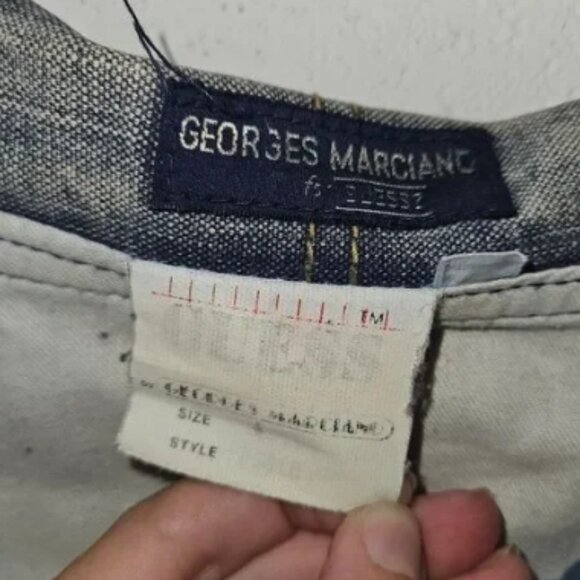 GEORGES MARCIANO
for GUESS?
TM
GUESS
BY GEORGES MARCIANO
SIZE
STYLE